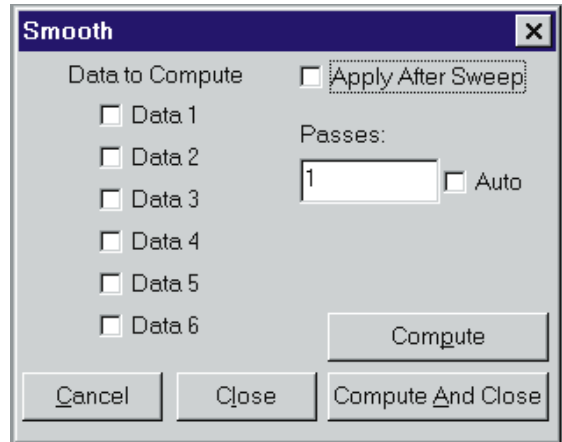 Smooth
Data to Compute
Apply After Sweep
Data 1
Passes:
Data 2
1
Auto
Data 3
Data 4
Data 5
Data 6
Compute
Cancel
Close
Compute And Close